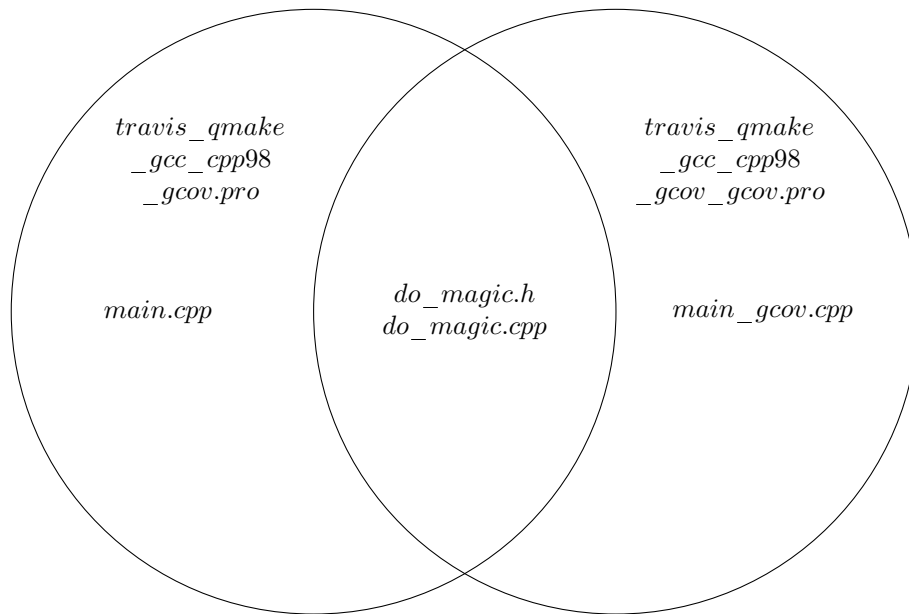 travis_qmake
_gcc_cpp98
_gcov.pro
main.cpp
do_magic.h
do_magic.cpp
travis_qmake
_gcc_cpp98
_gcov_gcov.pro
main_gcov.cpp